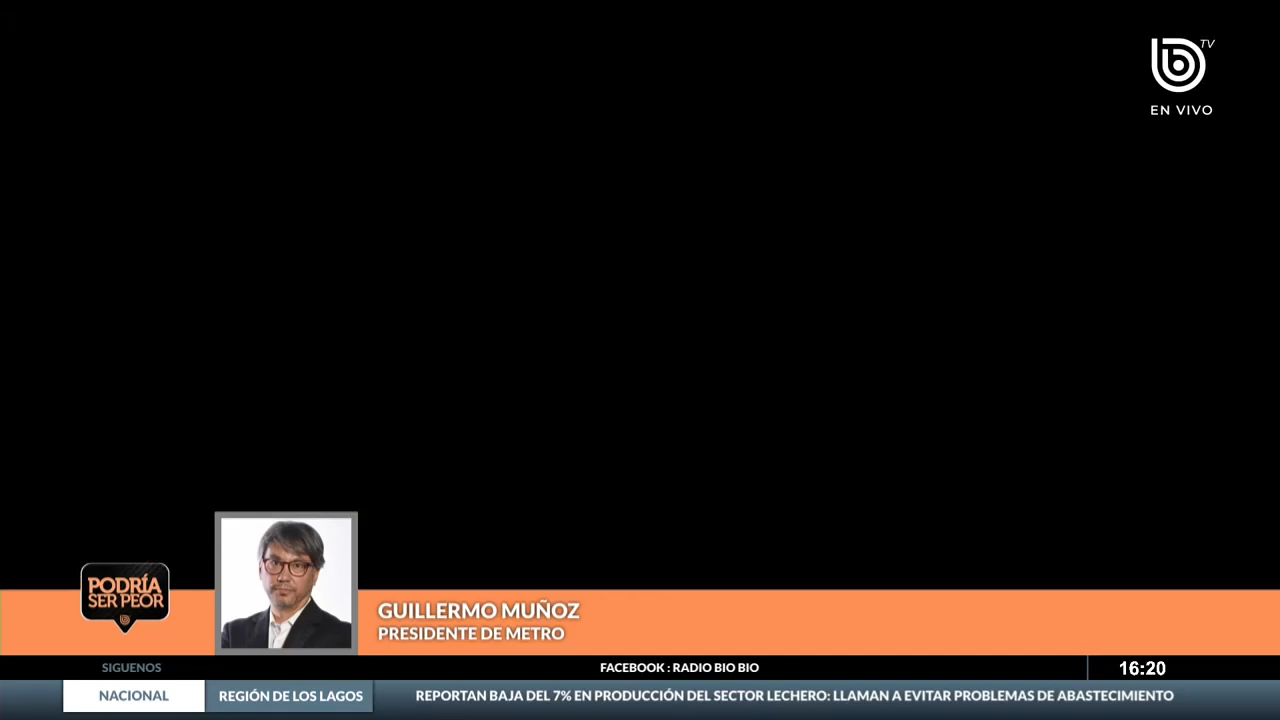 TV
EN VIVO
PODRÍA
SER PEOR
GUILLERMO MUÑOZ
PRESIDENTE DE METRO
SIGUENOS
FACEBOOK : RADIO BIO BIO
16:20
NACIONAL
REGIÓN DE LOS LAGOS
REPORTAN BAJA DEL 7% EN PRODUCCIÓN DEL SECTOR LECHERO: LLAMAN A EVITAR PROBLEMAS DE ABASTECIMIENTO